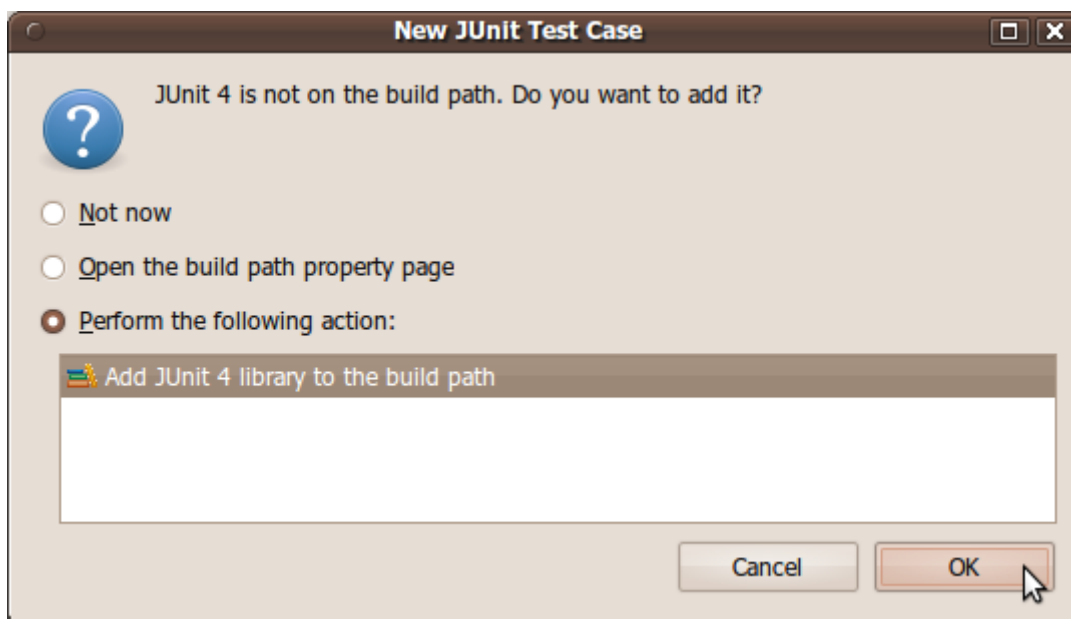 New JUnit Test Case
JUnit 4 is not on the build path. Do you want to add it?
Not now
Open the build path property page
Perform the following action:
Add JUnit 4 library to the build path
Cancel
OK